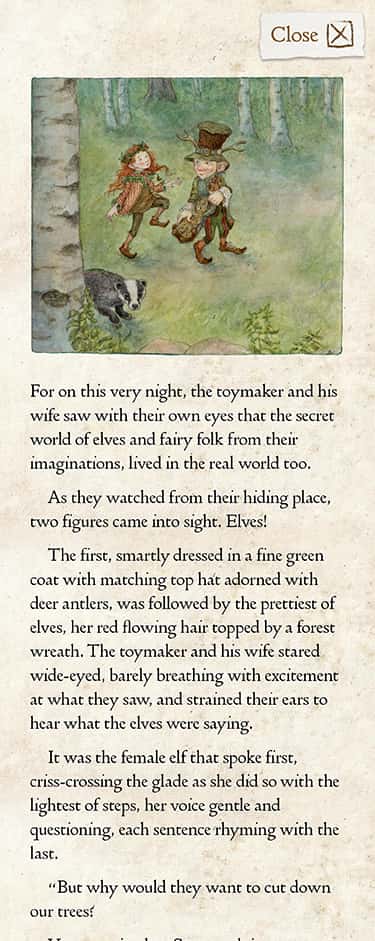 Close
For on this very night, the toymaker and his
wife saw with their own eyes that the secret
world of elves and fairy folk from their
imaginations, lived in the real world too.
As they watched from their hiding place,
two figures came into sight. Elves!
The first, smartly dressed in a fine green
coat with matching top hat adorned with
deer antlers, was followed by the prettiest of
elves, her red flowing hair topped by a forest
wreath. The toymaker and his wife stared
wide-eyed, barely breathing with excitement
at what they saw, and strained their ears to
hear what the elves were saying.
It was the female elf that spoke first,
criss-crossing the glade as she did so with the
lightest of steps, her voice gentle and
questioning, each sentence rhyming with the
last.
“But why would they want to cut down
our trees?